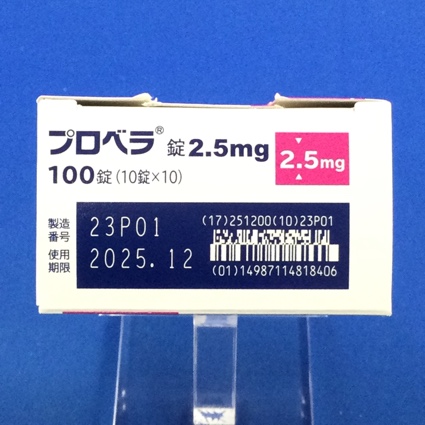 プロベラ® 錠 2.5mg
2.5mg
100錠(10錠×10)
製造番号 23P01
使用期限 2025.12
(17)251200(10)23P01
(01)14987114818406